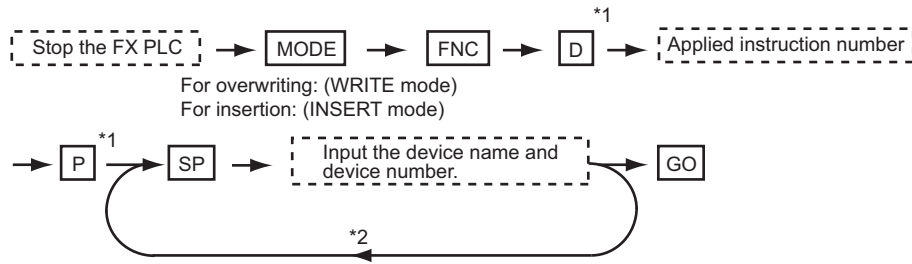 *1
Stop the FX PLC MODE FNC D Applied instruction number
For overwriting: (WRITE mode)
For insertion: (INSERT mode)
*1
P SP Input the device name and
device number. GO
*2